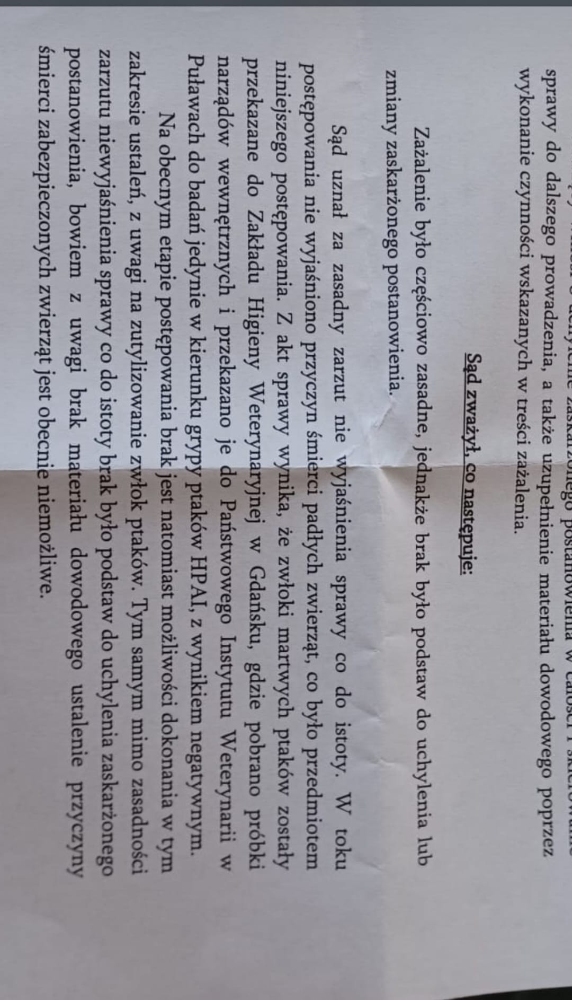 zaskarżonego postanowienia w całości i
sprawy do dalszego prowadzenia, a także uzupełnienie materiału dowodowego poprzez
wykonanie czynności wskazanych w treści zażalenia.
Sąd zważył, co następuje:
Zażalenie było częściowo zasadne, jednakże brak było podstaw do uchylenia lub
zmiany zaskarżonego postanowienia.
Sąd uznał za zasadny zarzut nie wyjaśnienia sprawy co do istoty. W toku
postępowania nie wyjaśniono przyczyn śmierci padłych zwierząt, co było przedmiotem
niniejszego postępowania. Z akt sprawy wynika, że zwłoki martwych ptaków zostały
przekazane do Zakładu Higieny Weterynaryjnej w Gdańsku, gdzie pobrano próbki
narządów wewnętrznych i przekazano je do Państwowego Instytutu Weterynarii w
Puławach do badań jedynie w kierunku grypy ptaków HPAI, z wynikiem negatywnym.
Na obecnym etapie postępowania brak jest natomiast możliwości dokonania w tym
zakresie ustaleń, z uwagi na zutylizowanie zwłok ptaków. Tym samym mimo zasadności
zarzutu niewyjaśnienia sprawy co do istoty brak było podstaw do uchylenia zaskarżonego
postanowienia, bowiem z uwagi brak materiału dowodowego ustalenie przyczyny
śmierci zabezpieczonych zwierząt jest obecnie niemożliwe.